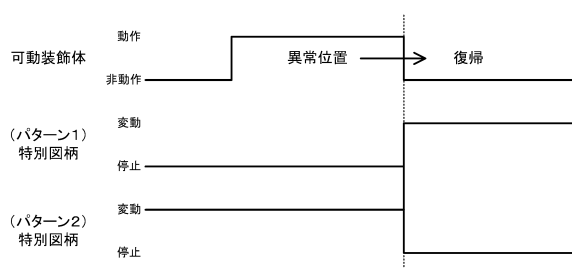 動作
可動装飾体
異常位置
復帰
非動作
変動
(パターン1)
特別図柄
停止
変動
(パターン2)
特別図柄
停止